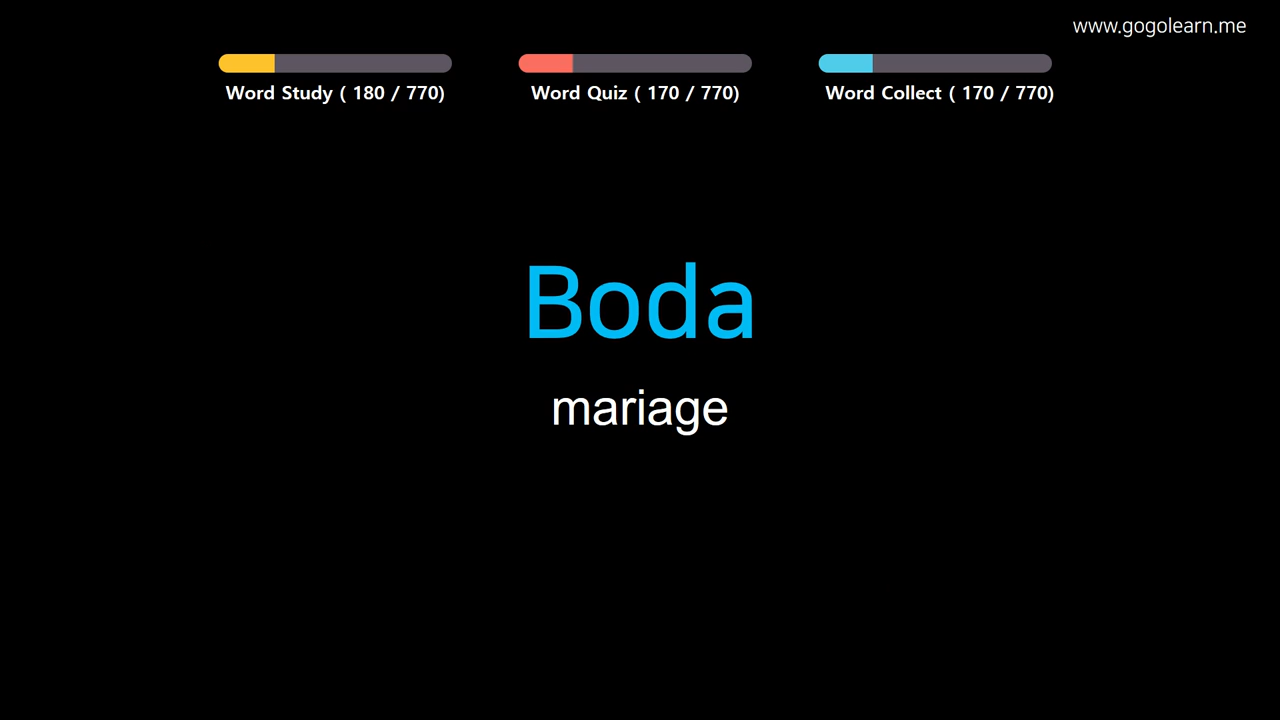 www.gogolearn.me
Word Study ( 180 / 770)
Word Quiz ( 170 / 770)
Word Collect ( 170 / 770)
Boda
mariage